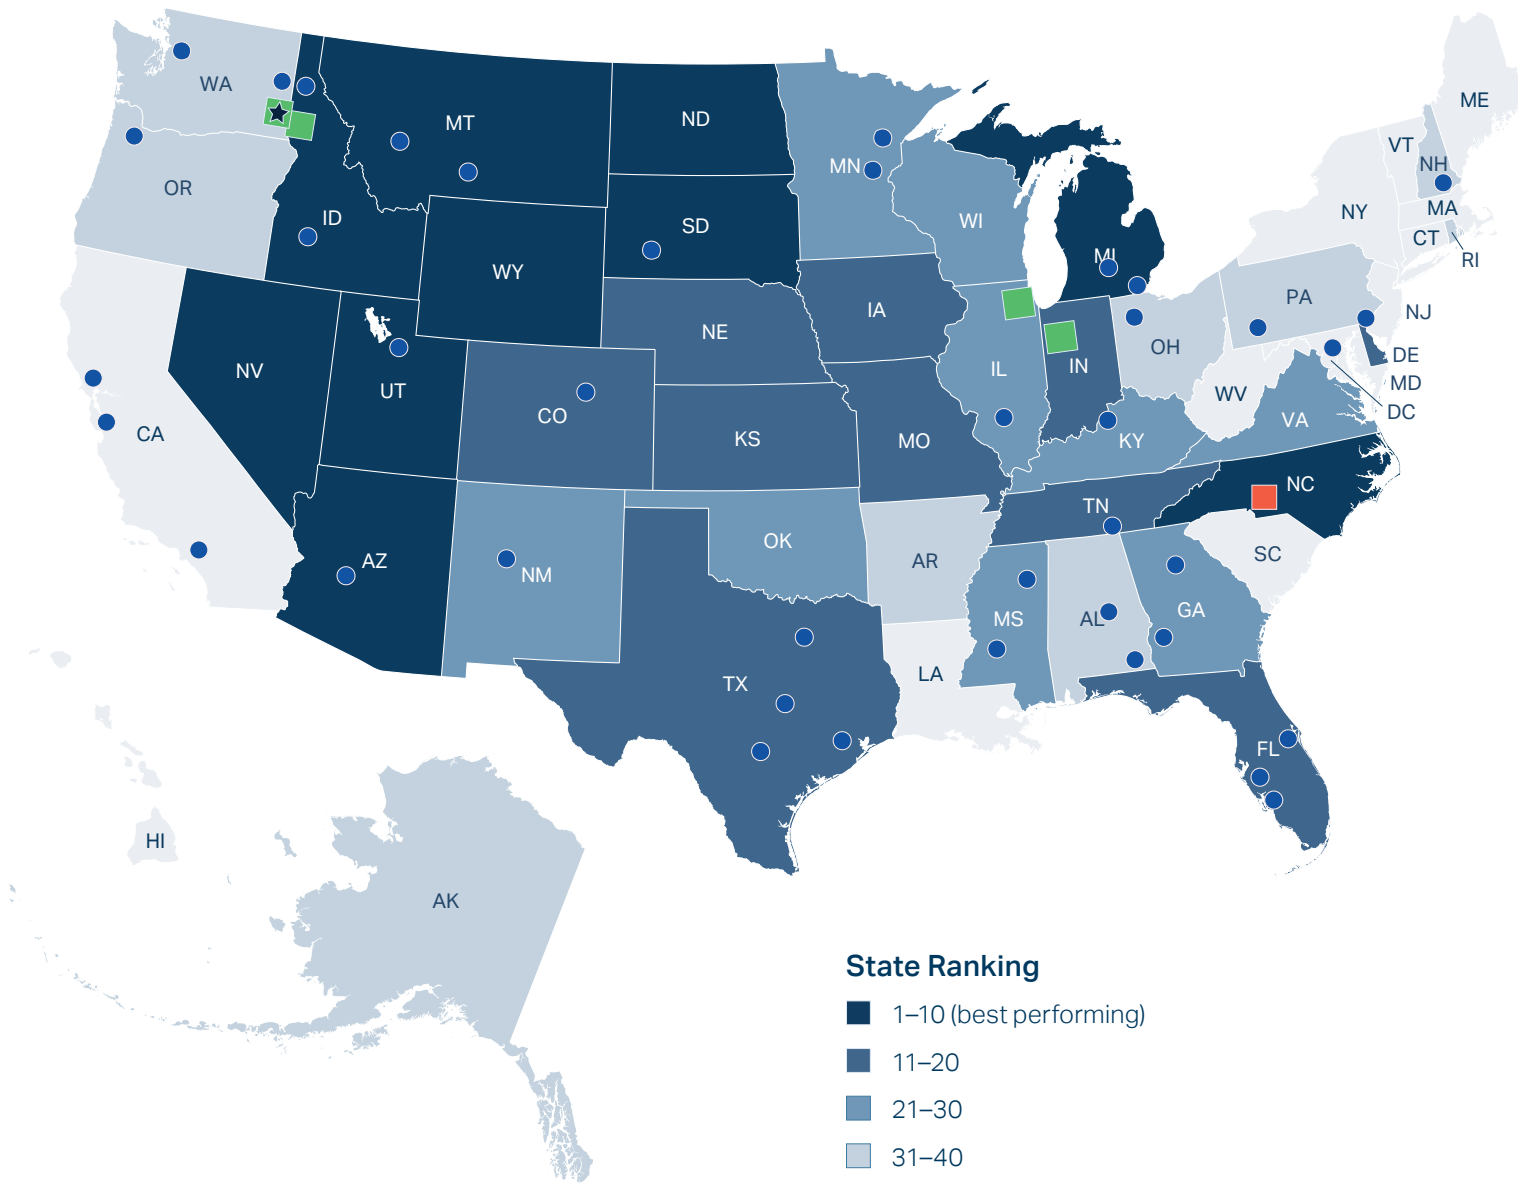 WA
ME
MT
ND
VT
NH
MN
OR
MA
NY
ID
SD
WI
CT
MI
RI
WY
PA
IA
NJ
NE
OH
DE
NV
UT
IL
IN
MD
WV
DC
CO
CA
KS
MO
KY
VA
NC
TN
OK
SC
AZ
NM
AR
MS
AL
GA
LA
TX
FL
HI
AK
State Ranking
1–10 (best performing)
11–20
21–30
31–40